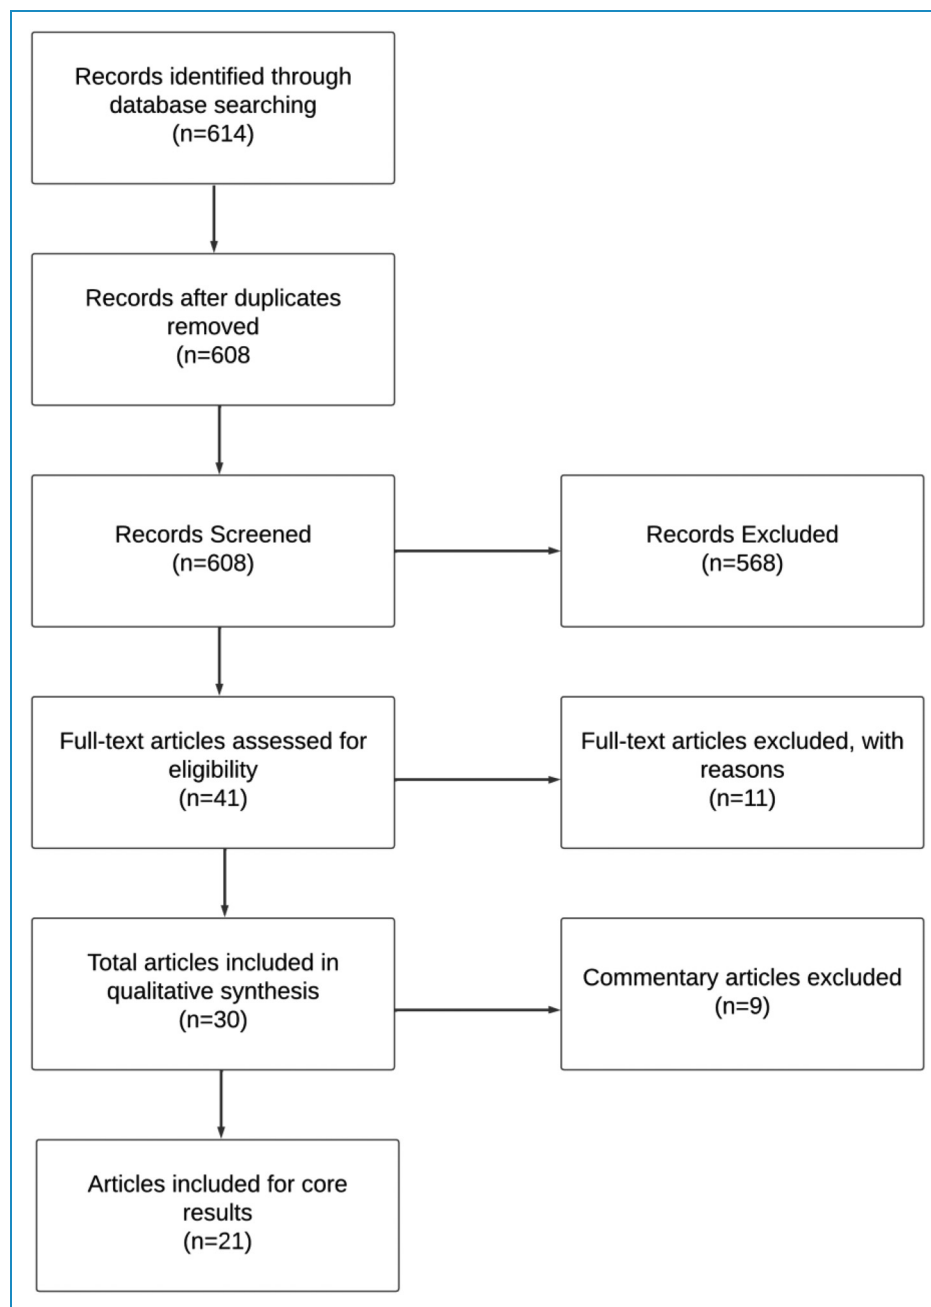 Records identified through
database searching
(n=614)
Records after duplicates
removed
(n=608
Records Screened
(n=608)
Records Excluded
(n=568)
Full-text articles assessed for
eligibility
(n=41)
Full-text articles excluded, with
reasons
(n=11)
Total articles included in
qualitative synthesis
(n=30)
Commentary articles excluded
(n=9)
Articles included for core
results
(n=21)